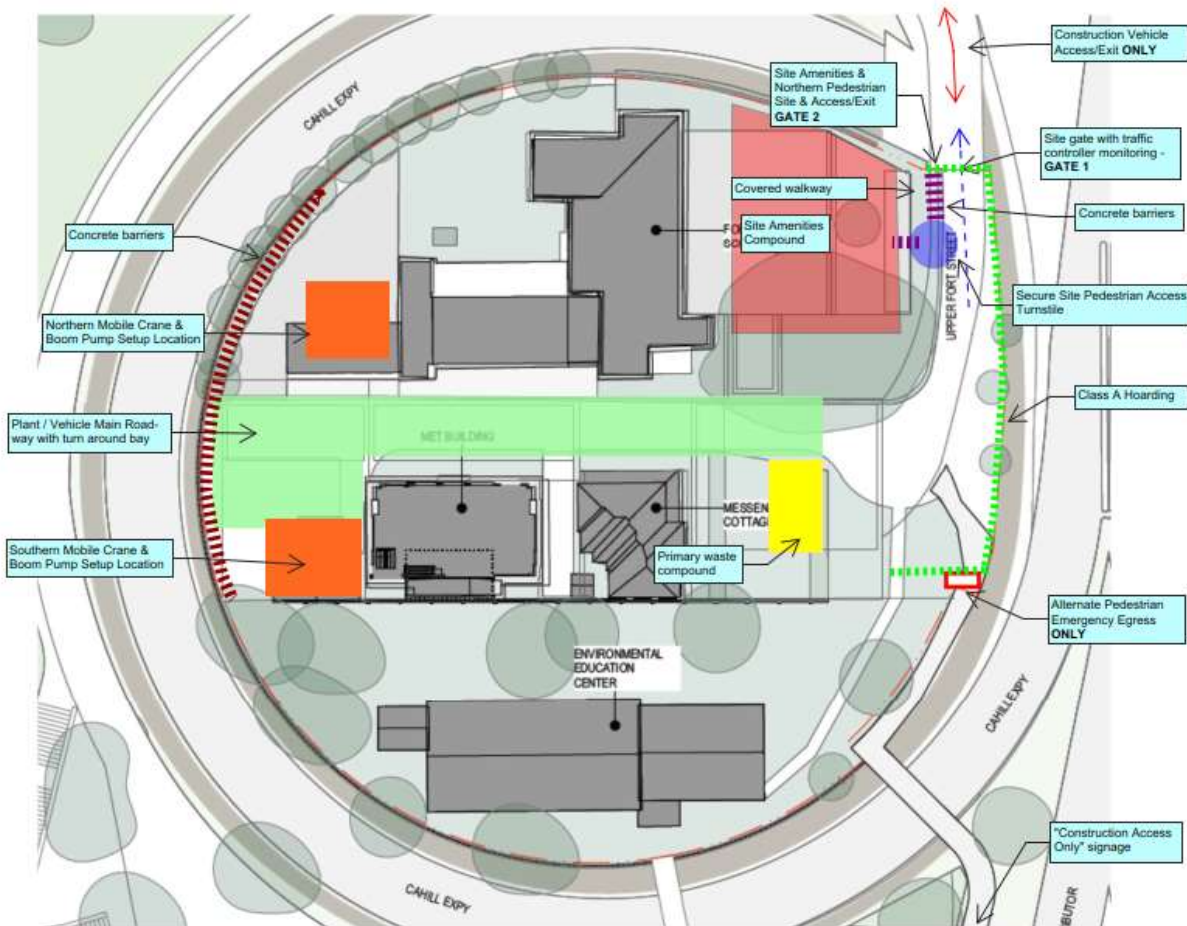 Construction Vehicle
Access/Exit ONLY
Site Amenities &
Northern Pedestrian
Site & Access/Exit
GATE 2
CAHILL EXPY
Site gate with traffic
controller monitoring -
GATE 1
Covered walkway
Concrete barriers
Concrete barriers
Site Amenities
Compound
FO
SC
UPPER FORT STREET
Secure Site Pedestrian Access
Turnstile
Northern Mobile Crane &
Boom Pump Setup Location
Class A Hoarding
Plant / Vehicle Main Road-
way with turn around bay
MET BUILDING
MESSEN
COTTAG
Southern Mobile Crane &
Boom Pump Setup Location
Primary waste
compound
Alternate Pedestrian
Emergency Egress
ONLY
ENVIRONMENTAL
EDUCATION
CENTER
CAHILL EXPY
"Construction Access
Only" signage
CAHILL EXPY
BUTOR